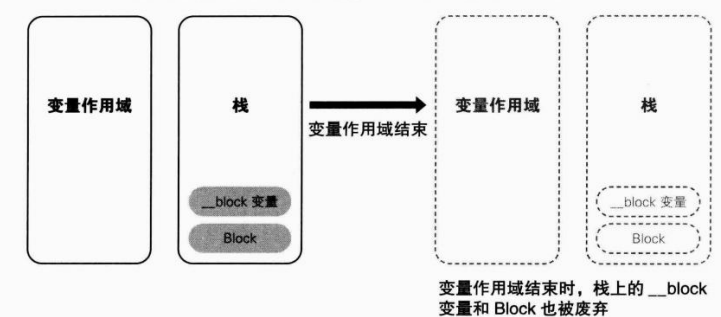 变量作用域
栈
__block 变量
Block
变量作用域结束
变量作用域
栈
__block 变量
Block
变量作用域结束时，栈上的 __block
变量和 Block 也被废弃